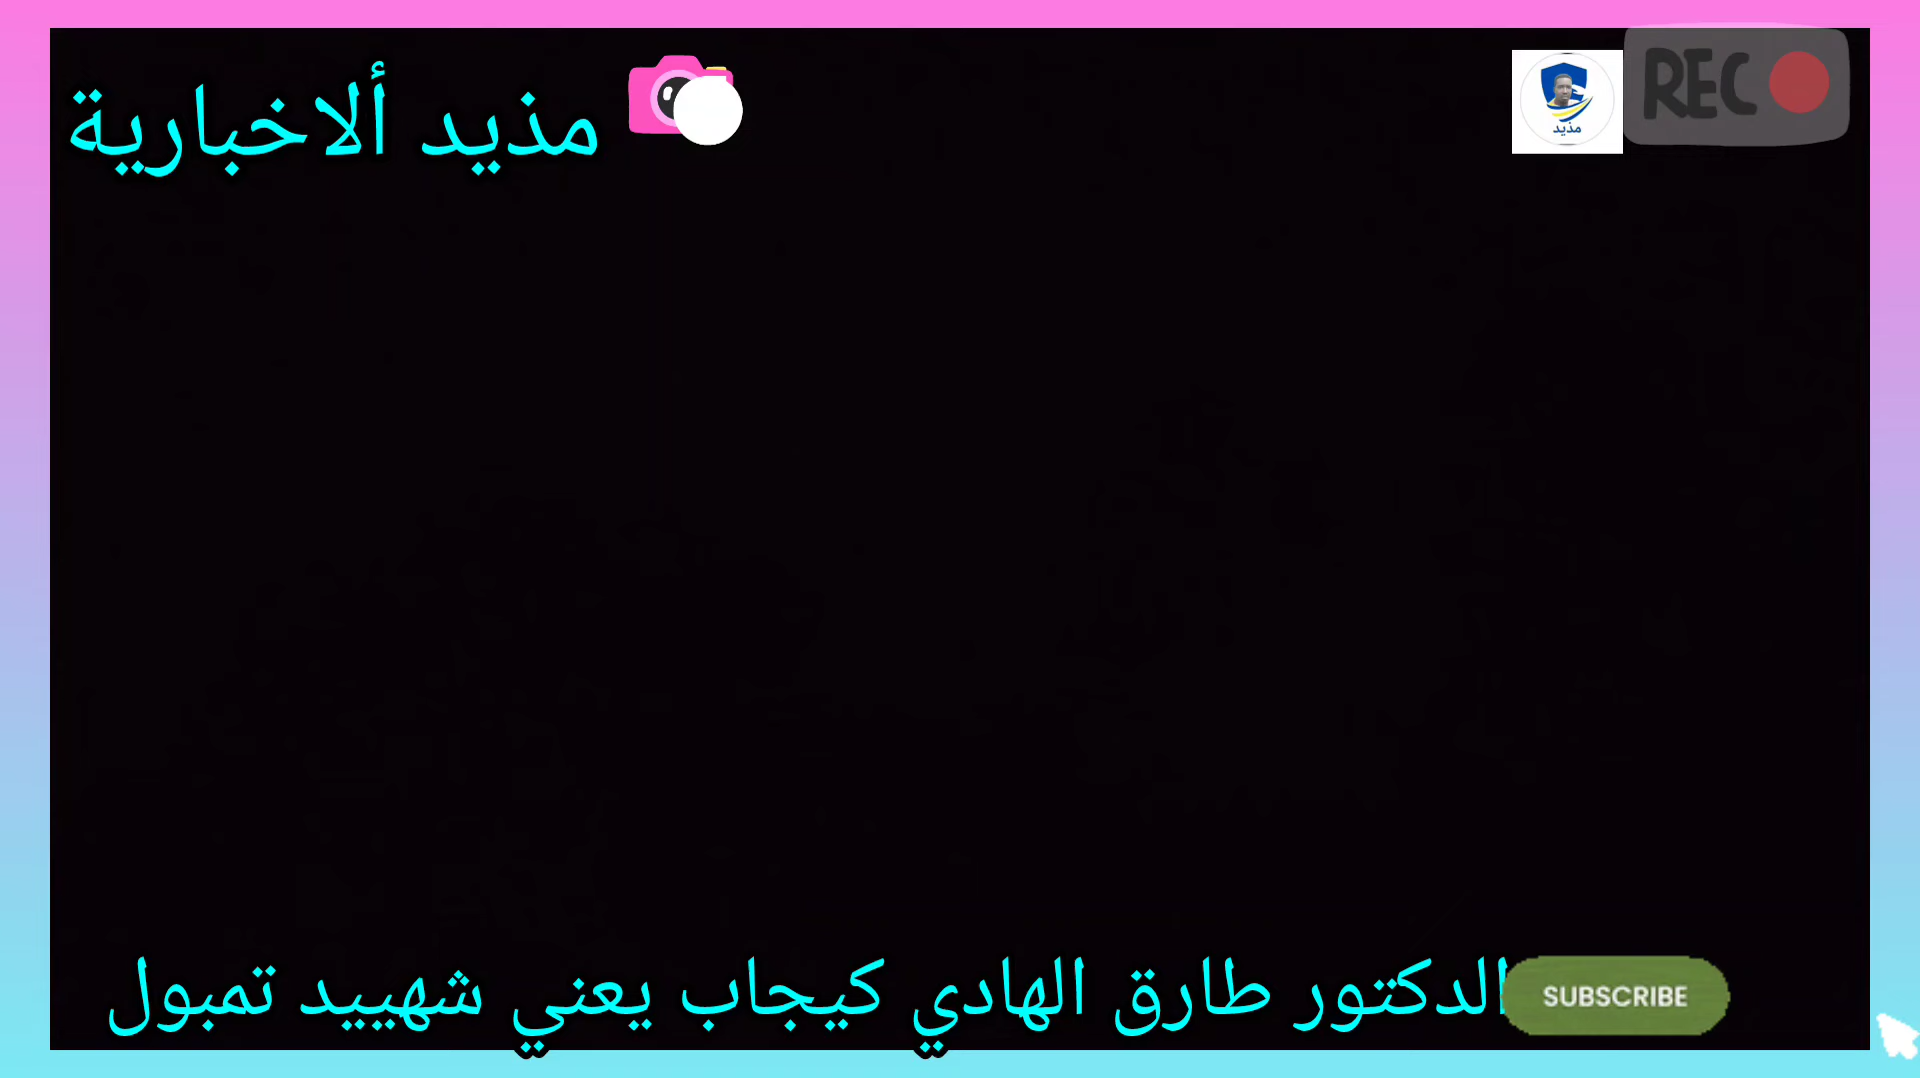 مذيد ألاخبارية
مذيد
REC
الدكتور طارق الهادي كيجاب يعني شهييد تمبول
SUBSCRIBE